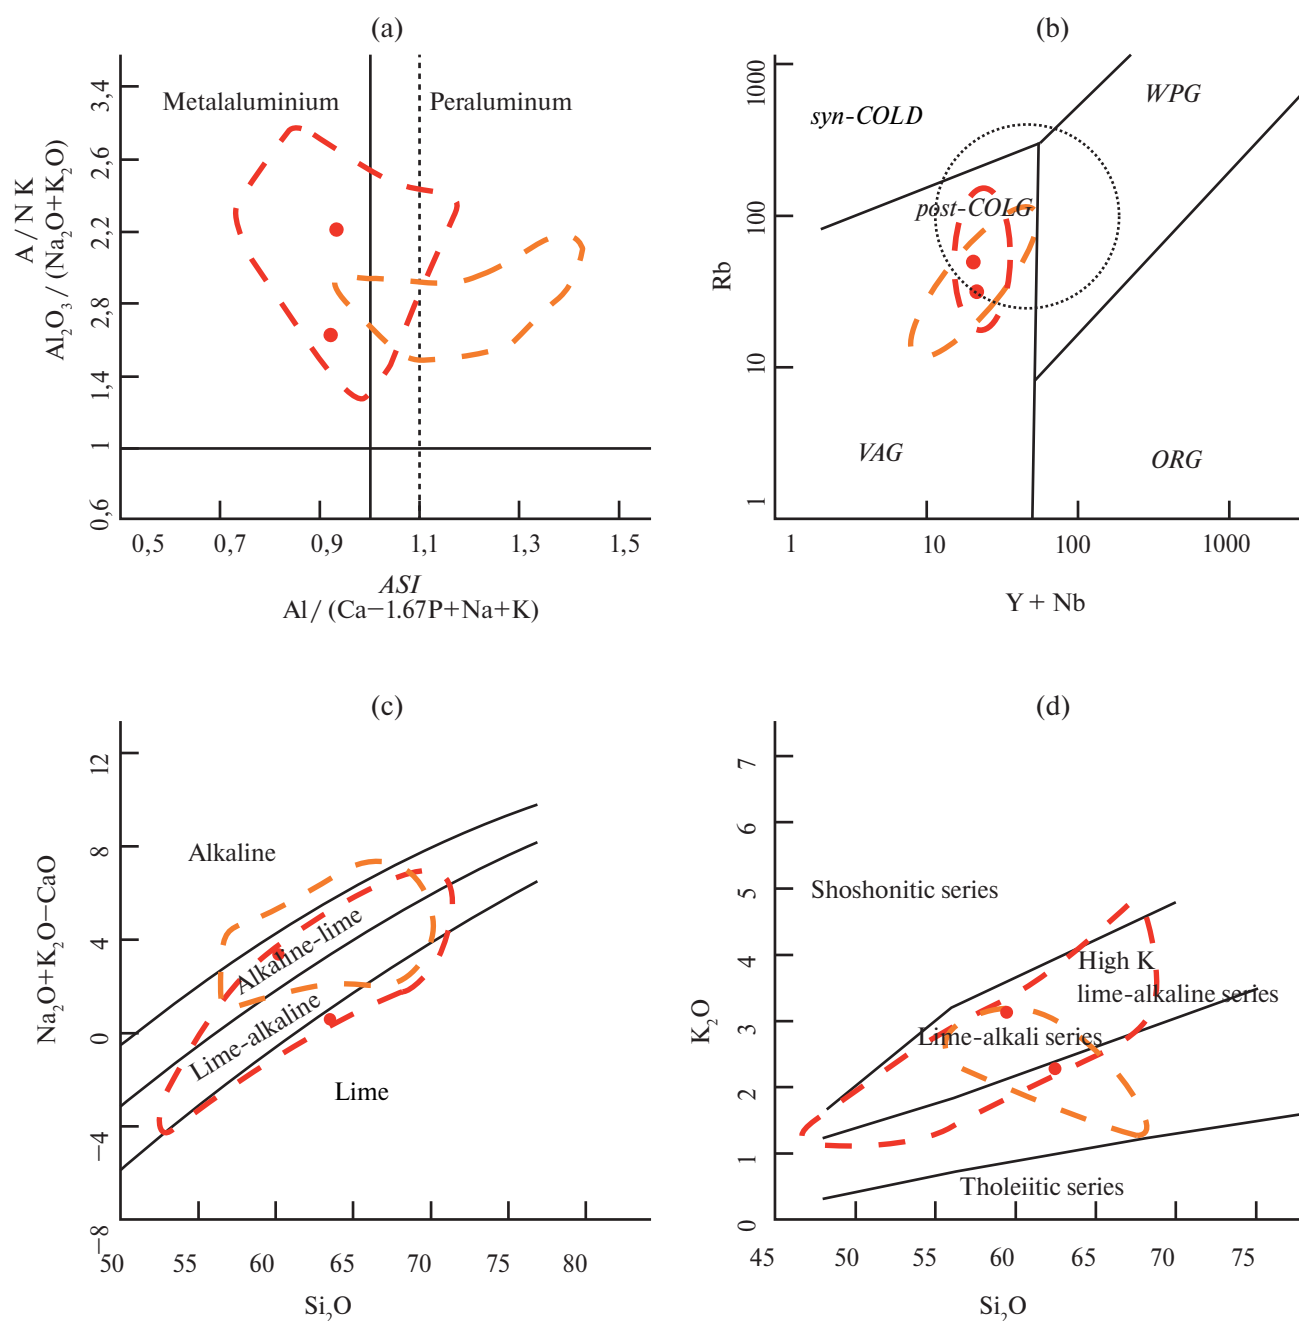 (a)
3,4
2,6
2,2
2,8
1,4
1
0,6
A / N K
Al₂O₃ / (Na₂O+K₂O)
Metalaluminium
Peraluminum
0,5 0,7 0,9 1,1 1,3 1,5
ASI
Al / (Ca−1.67P+Na+K)
(b)
1000
100
10
1
Rb
syn-COLD
WPG
post-COLG
VAG
ORG
1 10 100 1000
Y + Nb
(c)
12
8
4
0
−4
−8
Na₂O+K₂O−CaO
Alkaline
Alkaline-lime
Lime-alkaline
Lime
50 55 60 65 70 80
Si₂O
(d)
7
6
5
4
3
2
1
0
K₂O
Shoshonitic series
High K
lime-alkaline series
Lime-alkali series
Tholeiitic series
45 50 55 60 65 70 75
Si₂O